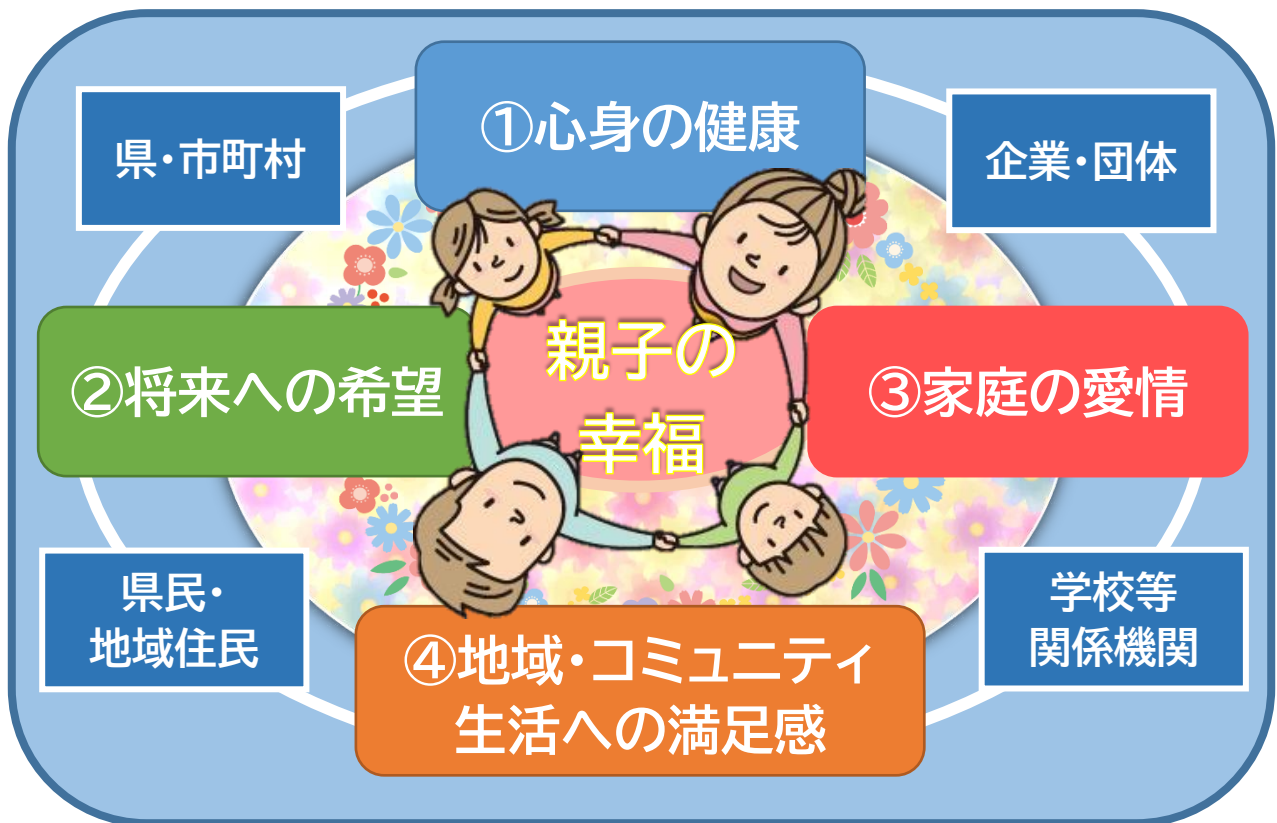 ①心身の健康
県・市町村
企業・団体
親子の
幸福
②将来への希望
③家庭の愛情
県民・
地域住民
学校等
関係機関
④地域・コミュニティ
生活への満足感